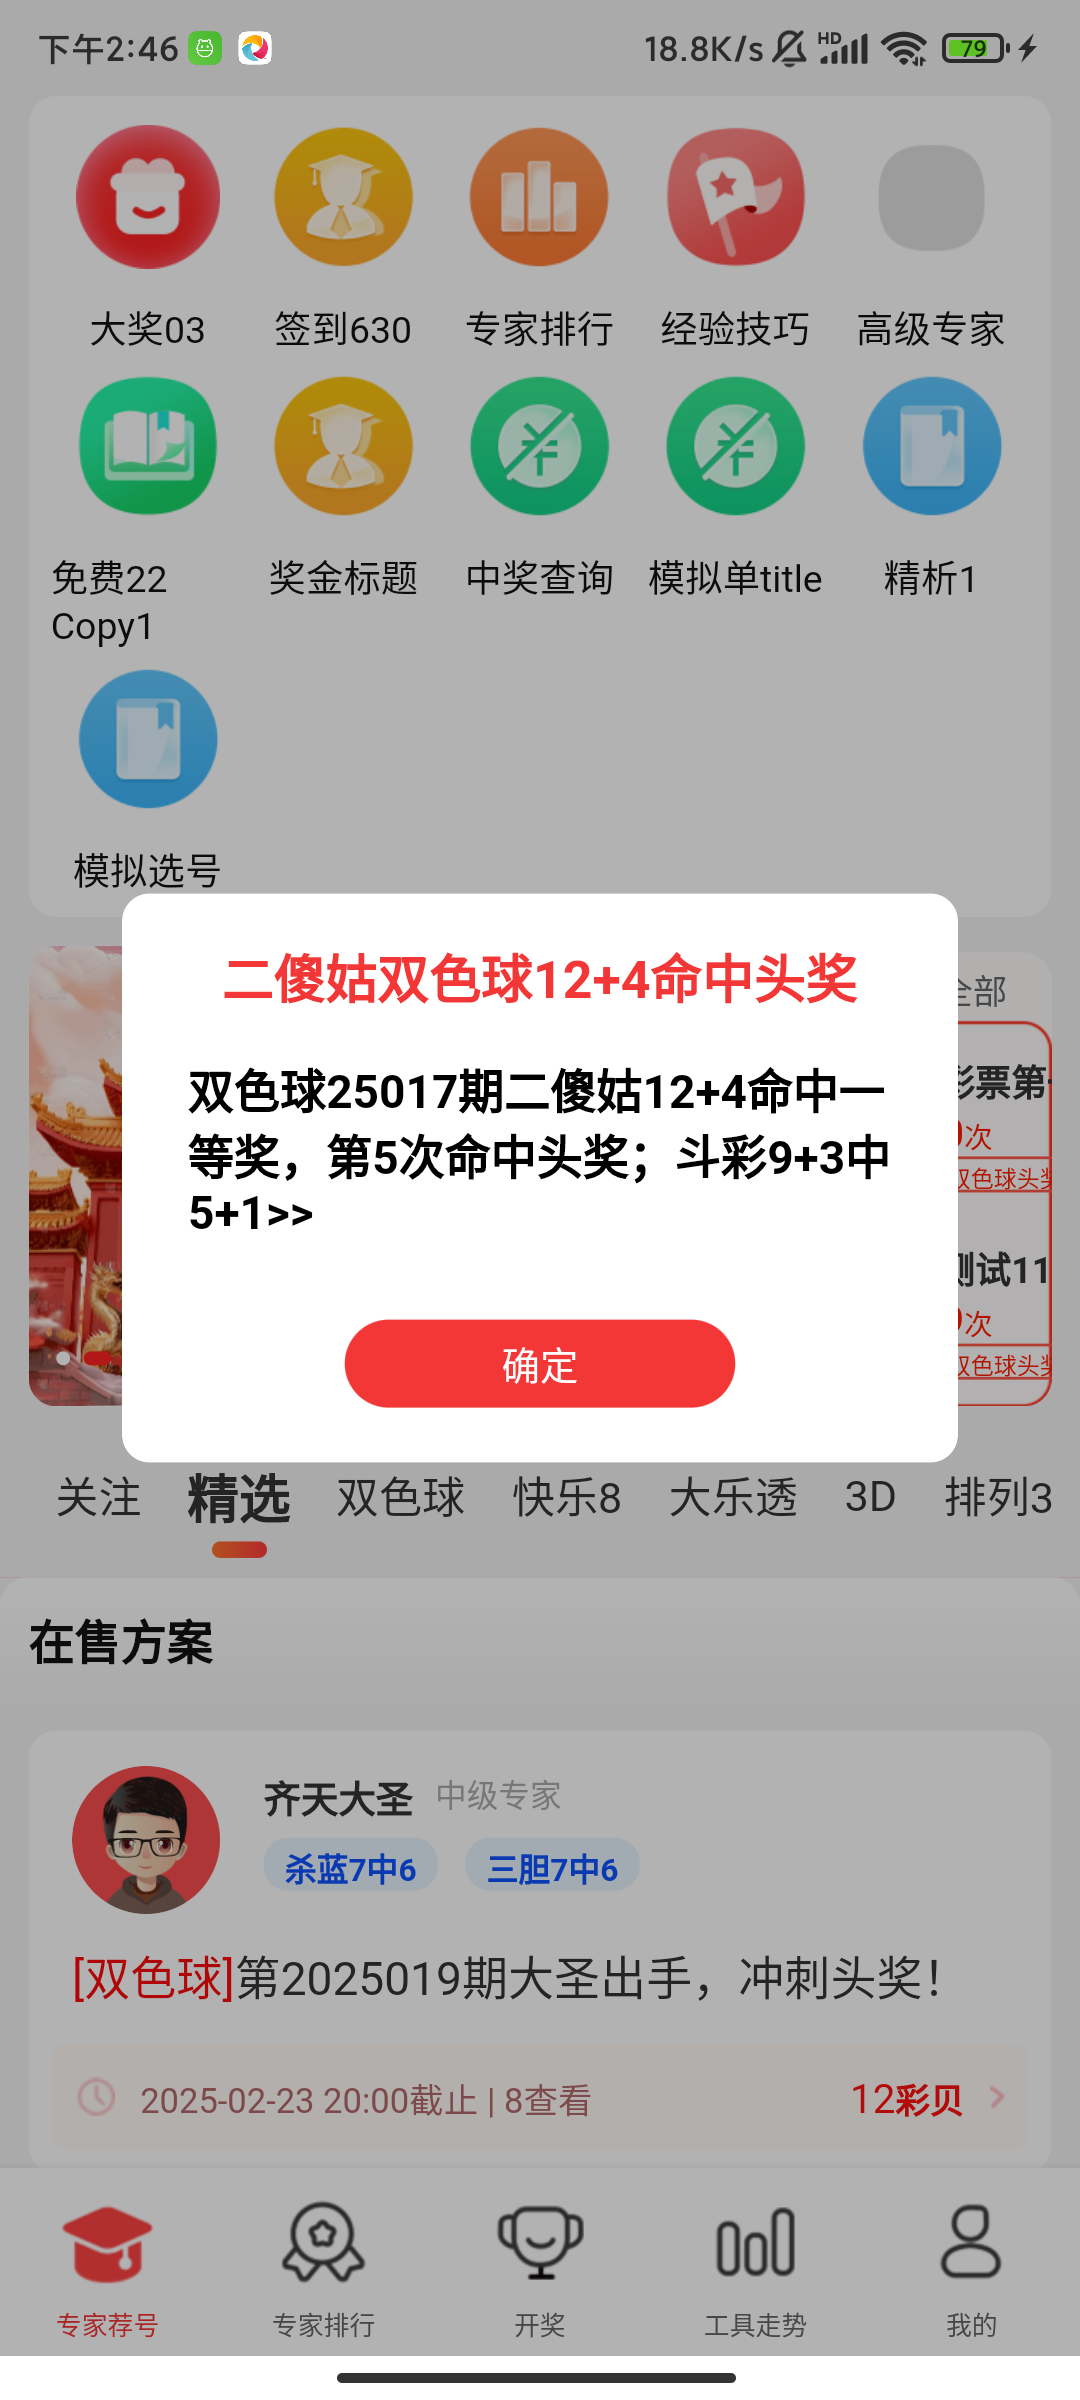 下午2:46
18.8K/s
HD
79
大奖03
签到630
专家排行
经验技巧
高级专家
免费22
Copy1
奖金标题
中奖查询
模拟单title
精析1
模拟选号
二傻姑双色球12+4命中头奖
双色球25017期二傻姑12+4命中一
等奖，第5次命中头奖；斗彩9+3中
5+1>>
确定
全部
彩票第
次
双色球头奖
测试11
次
双色球头奖
关注
精选
双色球
快乐8
大乐透
3D
排列3
在售方案
齐天大圣
中级专家
杀蓝7中6
三胆7中6
[双色球]第2025019期大圣出手，冲刺头奖！
2025-02-23 20:00截止 | 8查看
12彩贝
专家荐号
专家排行
开奖
工具走势
我的